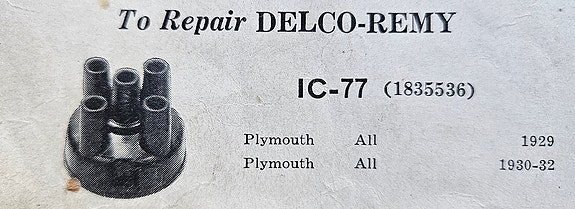 To Repair DELCO-REMY
IC-77 (1835536)
Plymouth All 1929
Plymouth All 1930-32